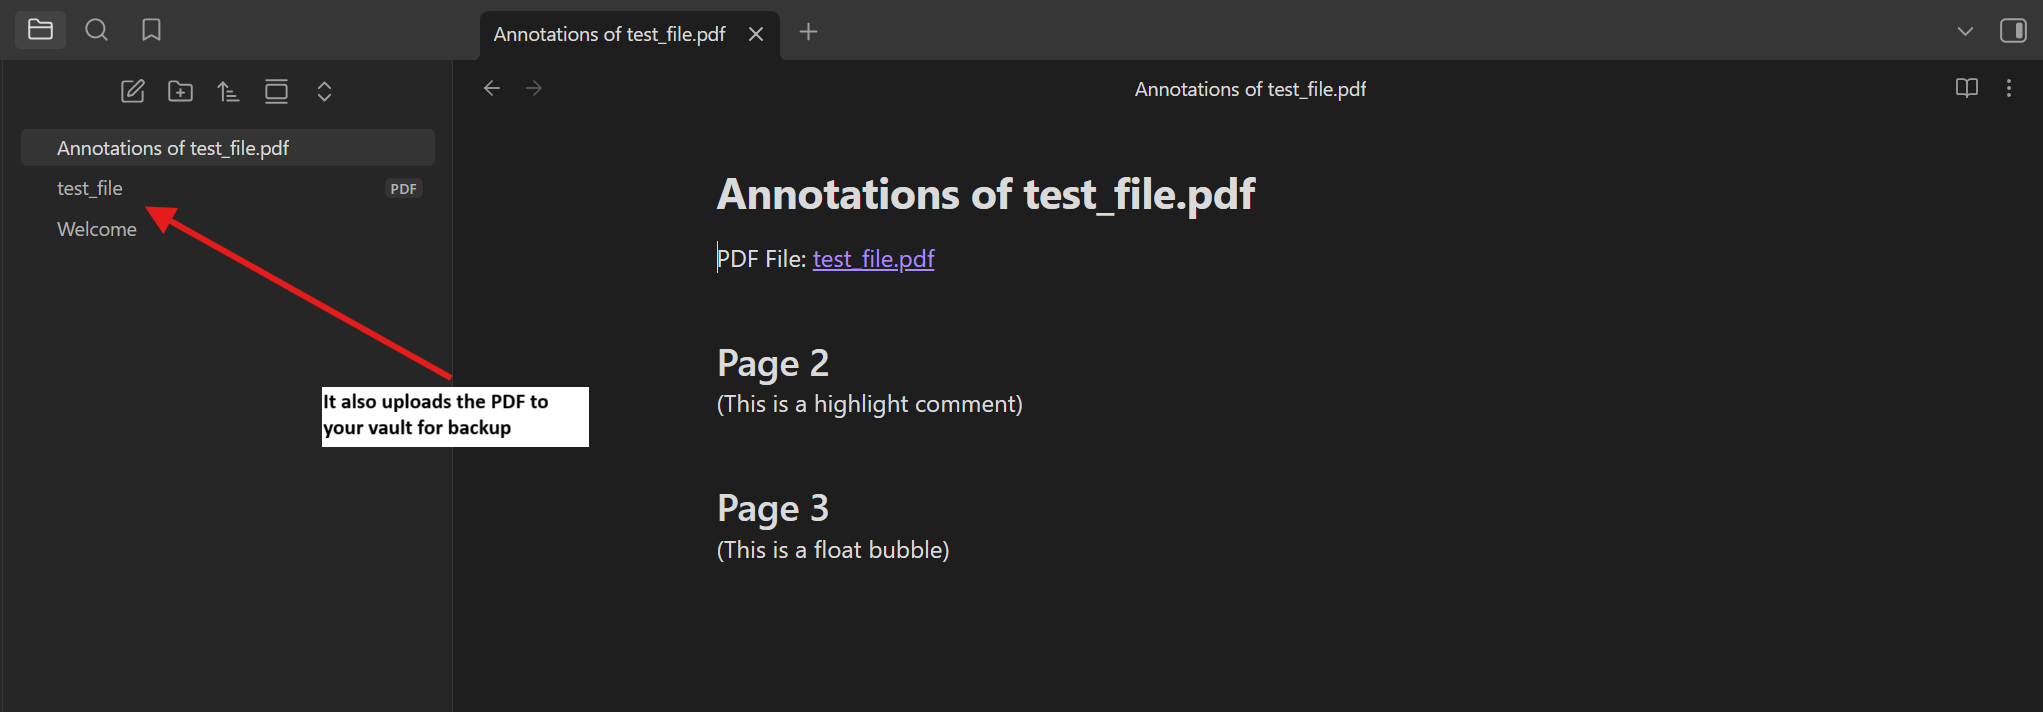 Annotations of test_file.pdf
Annotations of test_file.pdf
Annotations of test_file.pdf
test_file
PDF
Welcome
It also uploads the PDF to
your vault for backup
Annotations of test_file.pdf
PDF File: test_file.pdf
Page 2
(This is a highlight comment)
Page 3
(This is a float bubble)